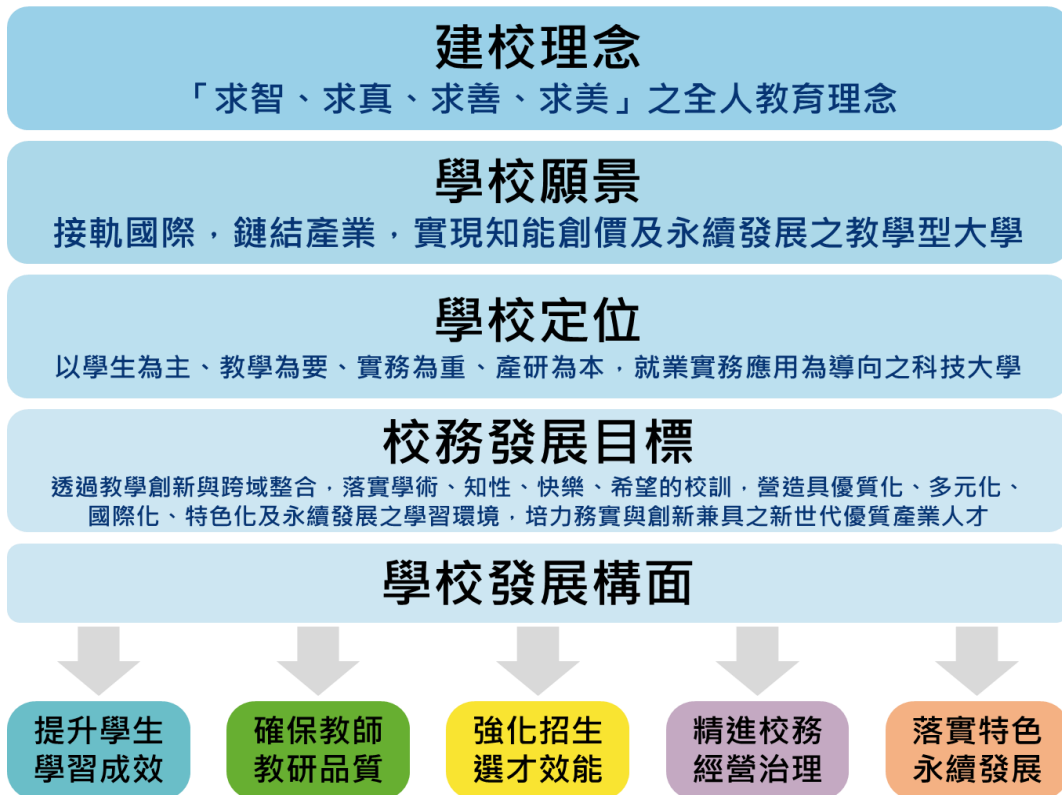 建校理念
「求智、求真、求善、求美」之全人教育理念
學校願景
接軌國際，鏈結產業，實現知能創價及永續發展之教學型大學
學校定位
以學生為主、教學為要、實務為重、產研為本，就業實務應用為導向之科技大學
校務發展目標
透過教學創新與跨域整合，落實學術、知性、快樂、希望的校訓，營造具優質化、多元化、
國際化、特色化及永續發展之學習環境，培力務實與創新兼具之新世代優質產業人才
學校發展構面
提升學生
學習成效
確保教師
教研品質
強化招生
選才效能
精進校務
經營治理
落實特色
永續發展